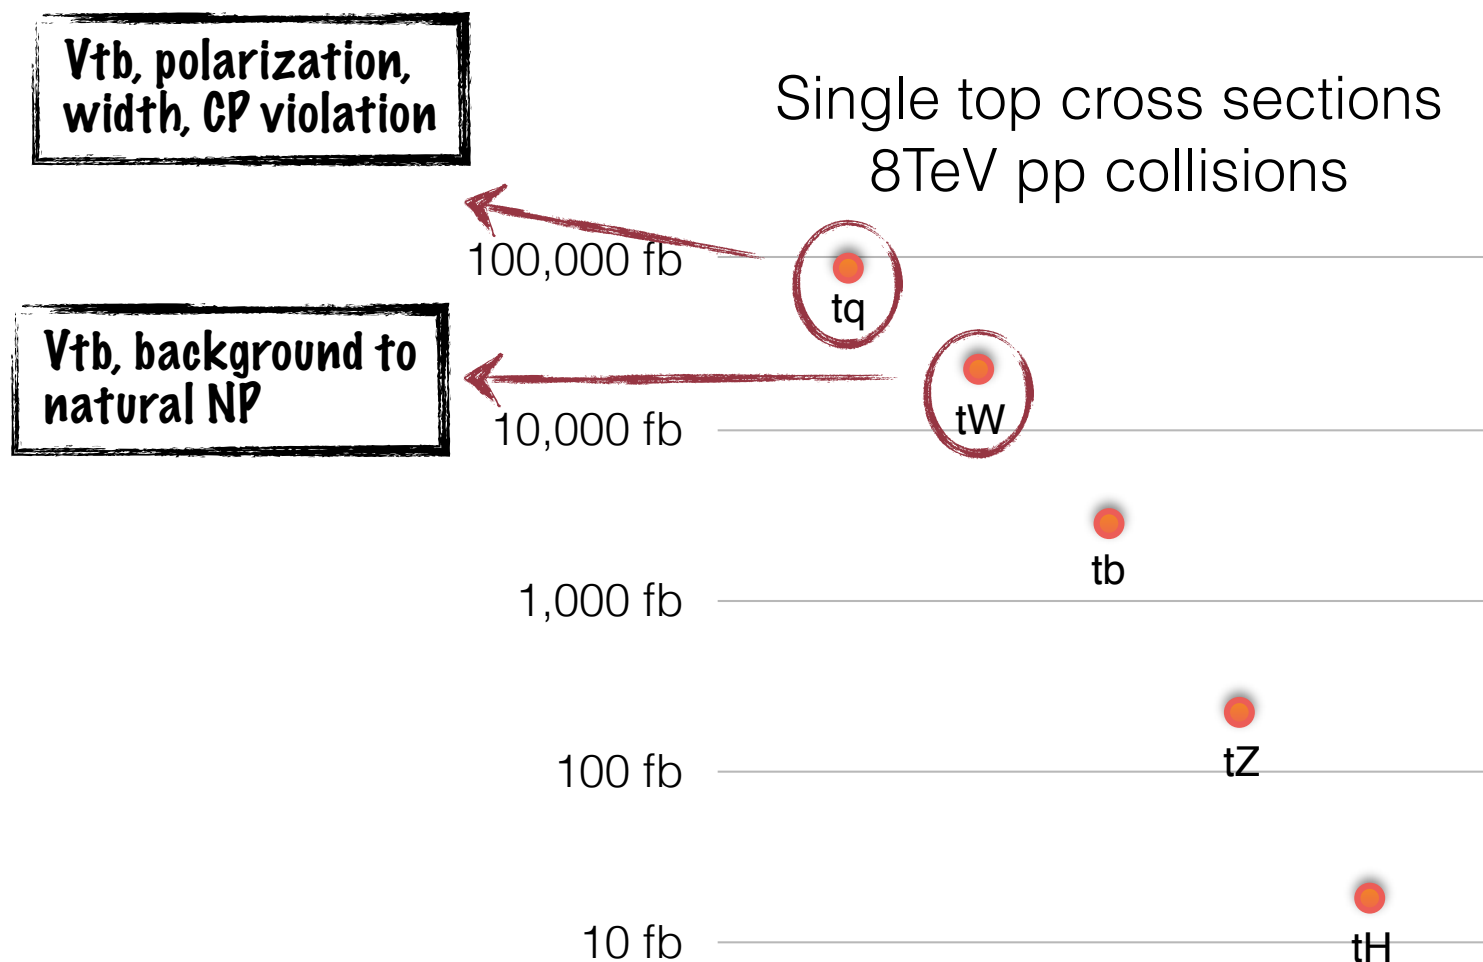 Vtb, polarization,
width, CP violation
Single top cross sections
8TeV pp collisions
100,000 fb
tq
Vtb, background to
natural NP
10,000 fb
tW
tb
1,000 fb
tZ
100 fb
tH
10 fb